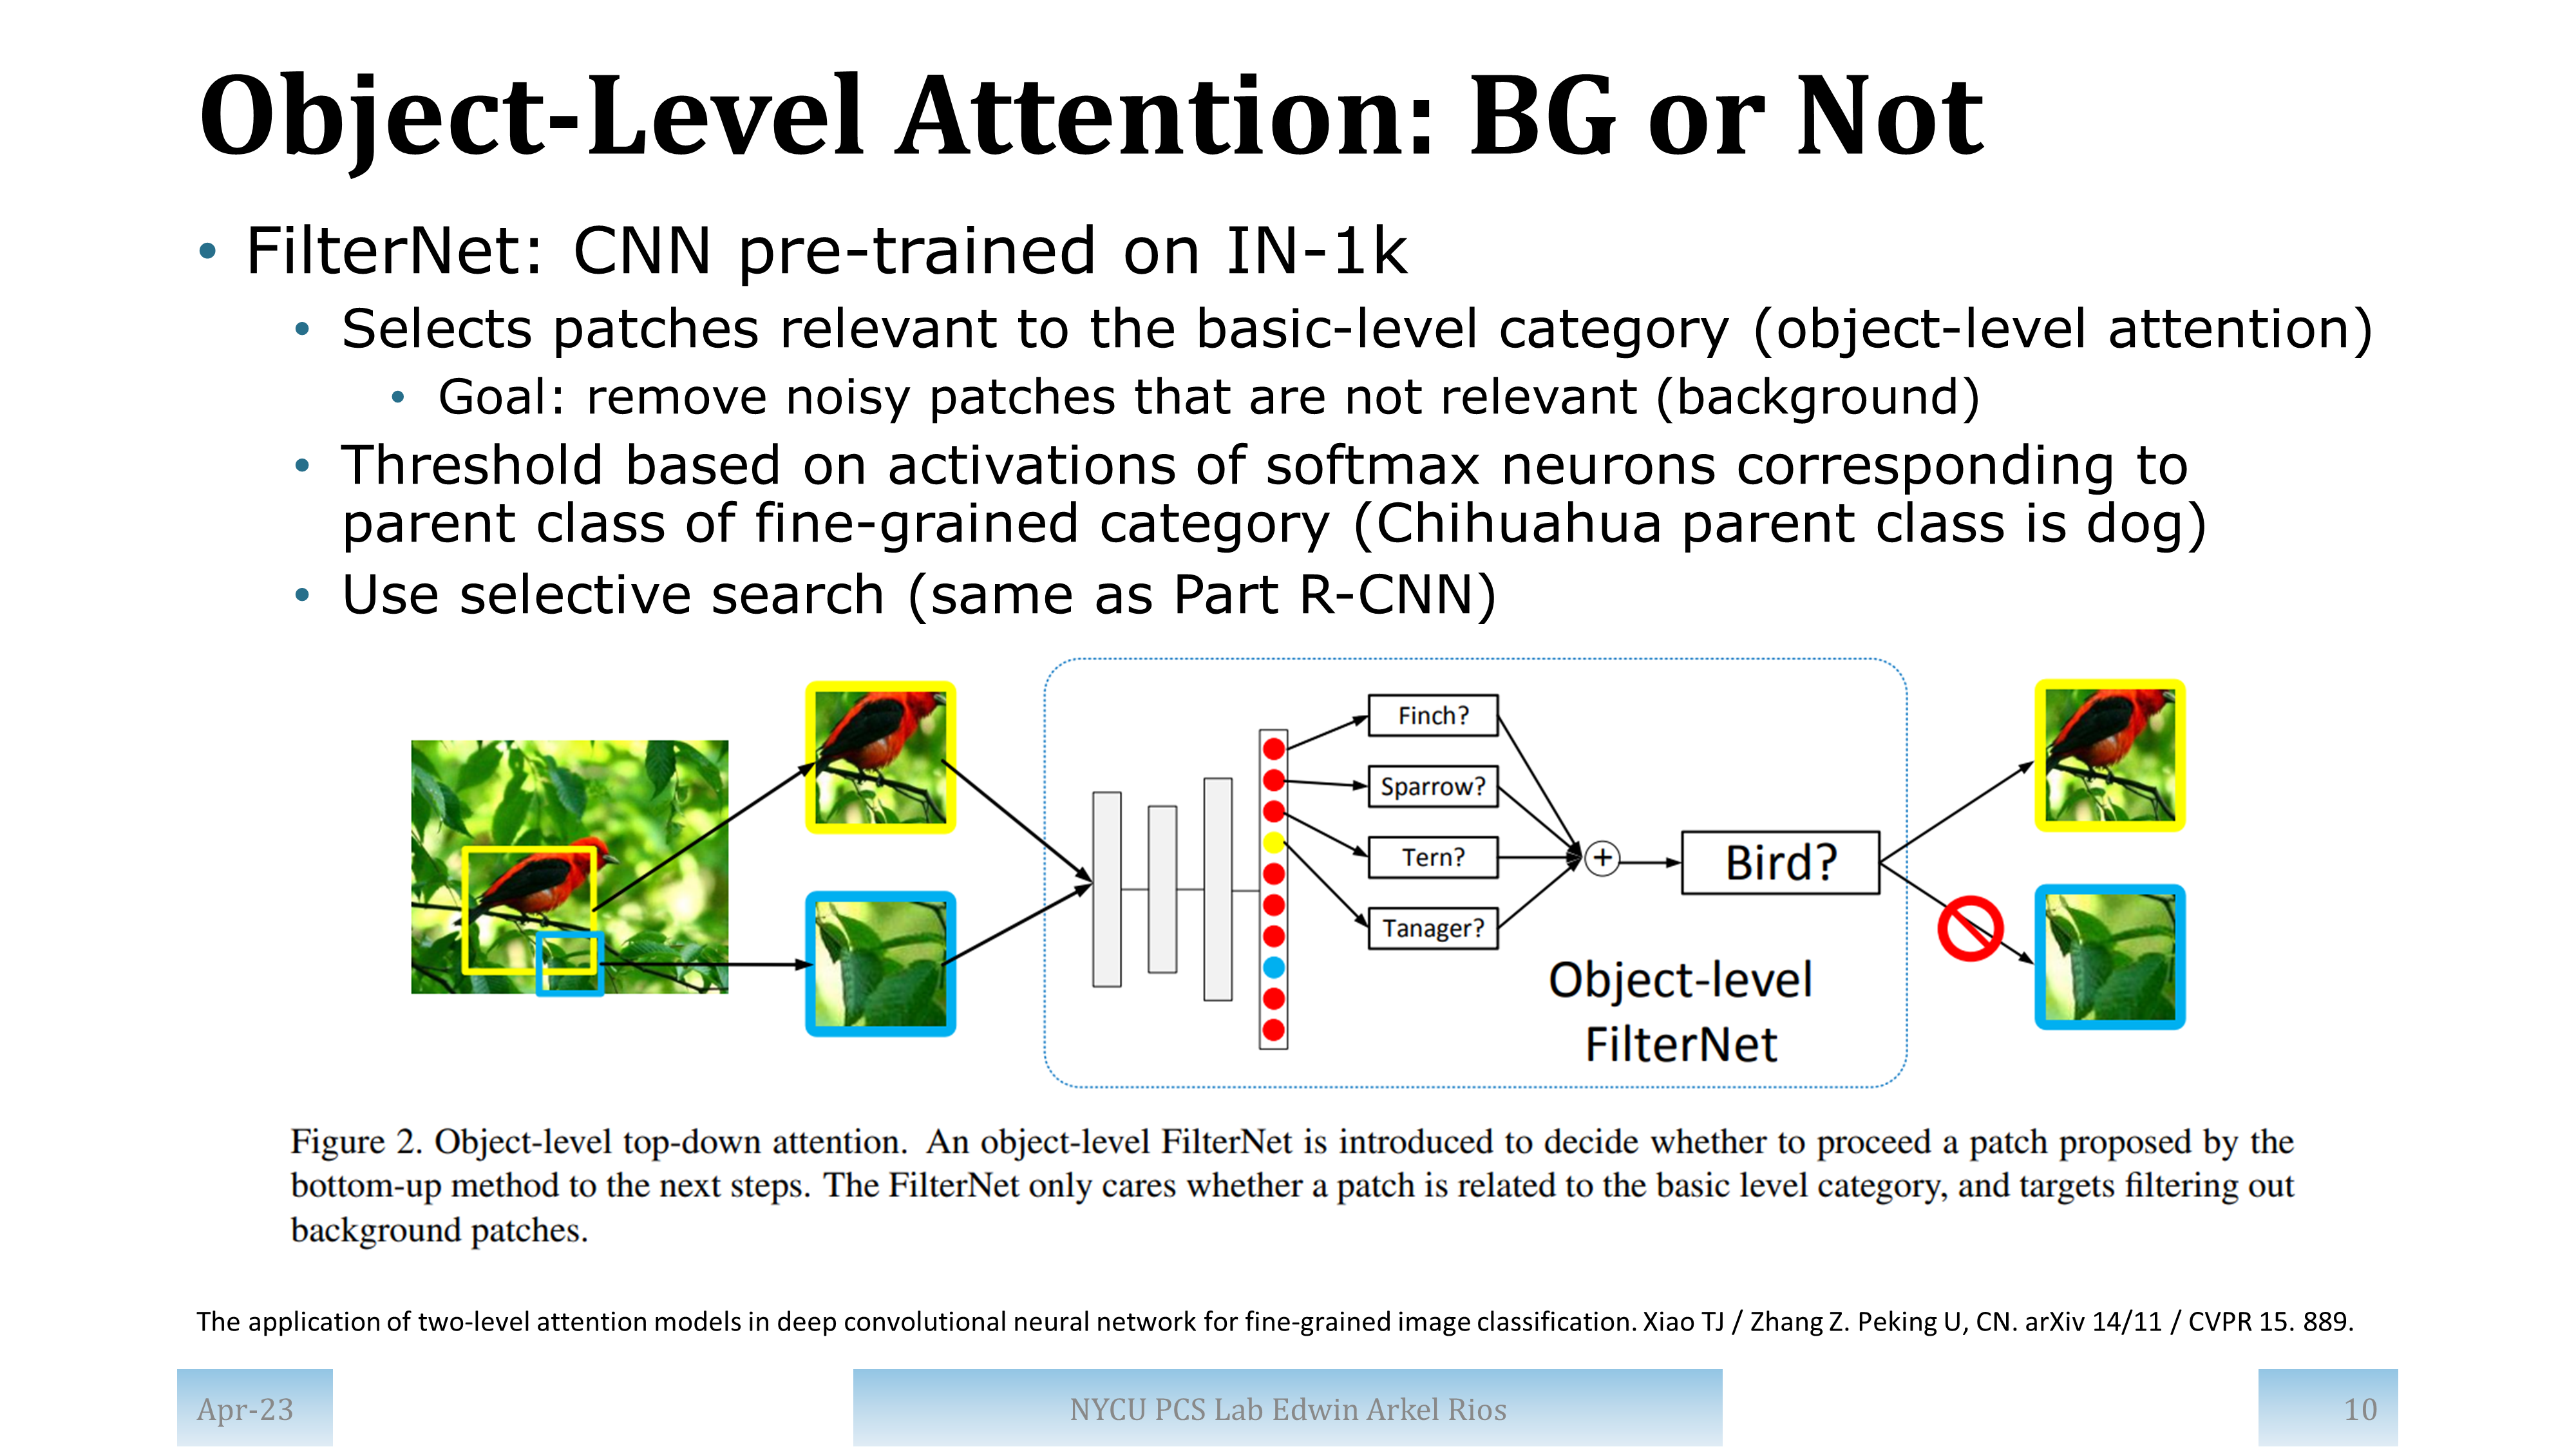 Object-Level Attention: BG or Not
• FilterNet: CNN pre-trained on IN-1k
• Selects patches relevant to the basic-level category (object-level attention)
• Goal: remove noisy patches that are not relevant (background)
• Threshold based on activations of softmax neurons corresponding to
parent class of fine-grained category (Chihuahua parent class is dog)
• Use selective search (same as Part R-CNN)
Finch?
Sparrow?
Tern?
Tanager?
+
Bird?
Object-level
FilterNet
Figure 2. Object-level top-down attention. An object-level FilterNet is introduced to decide whether to proceed a patch proposed by the
bottom-up method to the next steps. The FilterNet only cares whether a patch is related to the basic level category, and targets filtering out
background patches.
The application of two-level attention models in deep convolutional neural network for fine-grained image classification. Xiao TJ / Zhang Z. Peking U, CN. arXiv 14/11 / CVPR 15. 889.
Apr-23
NYCU PCS Lab Edwin Arkel Rios
10